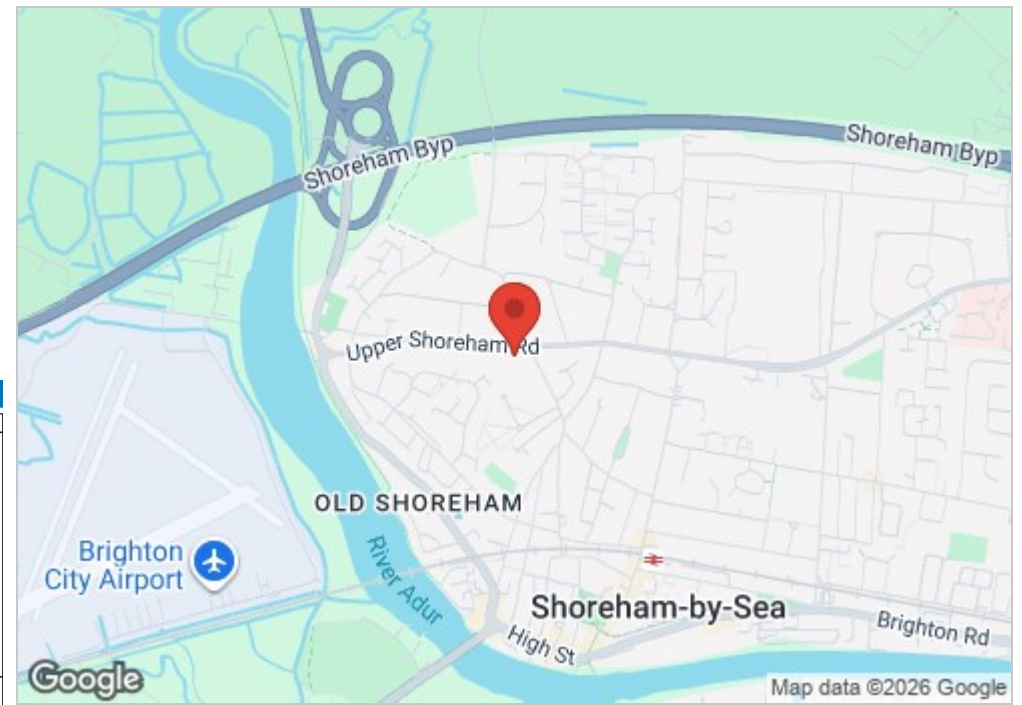 Shoreham Byp
Shoreham Byp
Upper Shoreham Rd
OLD SHOREHAM
Brighton
City Airport
River Adur
Shoreham-by-Sea
High St
Brighton Rd
Google
Map data ©2026 Google